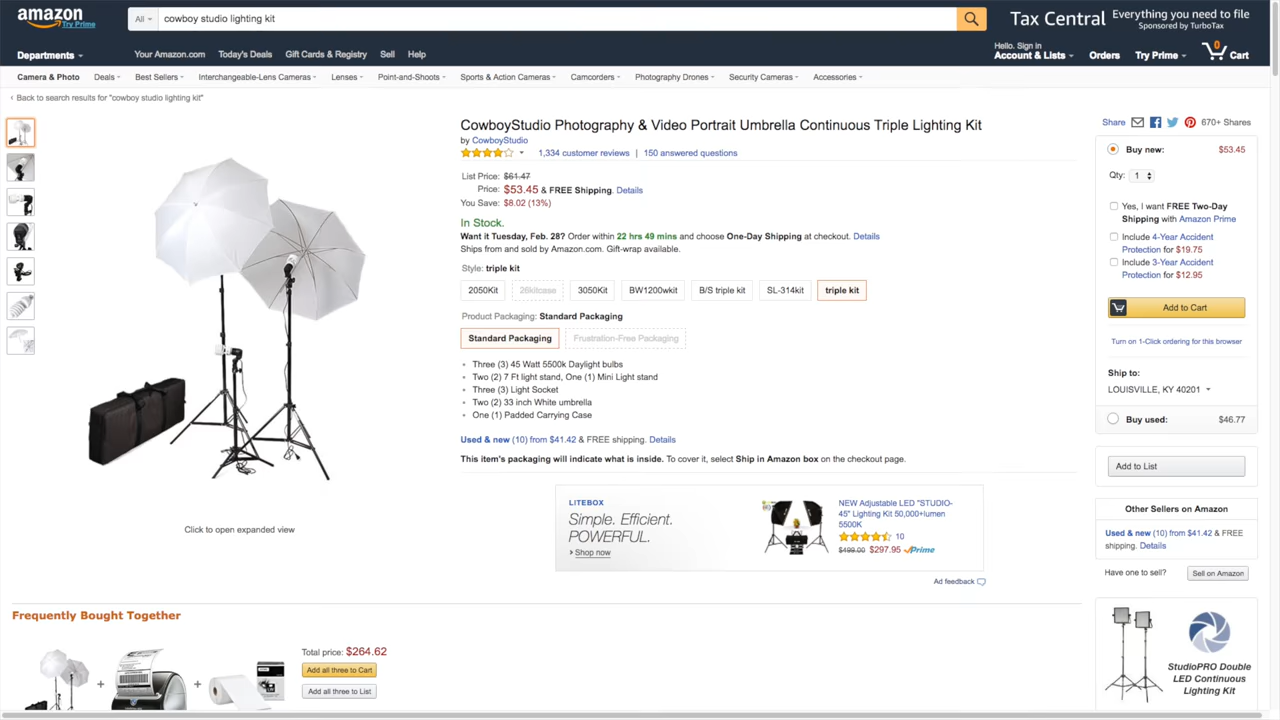 amazon
Try Prime
All
cowboy studio lighting kit
Tax Central
Everything you need to file
Sponsored by TurboTax
Departments
Your Amazon.com
Today's Deals
Gift Cards & Registry
Sell
Help
Hello. Sign in
Account & Lists
Orders
Try Prime
0
Cart
Camera & Photo
Deals
Best Sellers
Interchangeable-Lens Cameras
Lenses
Point-and-Shoots
Sports & Action Cameras
Camcorders
Photography Drones
Security Cameras
Accessories
‹ Back to search results for "cowboy studio lighting kit"
CowboyStudio Photography & Video Portrait Umbrella Continuous Triple Lighting Kit
by CowboyStudio
1,334 customer reviews | 150 answered questions
List Price: $61.47
Price: $53.45 & FREE Shipping. Details
You Save: $8.02 (13%)
In Stock.
Want it Tuesday, Feb. 28? Order within 22 hrs 49 mins and choose One-Day Shipping at checkout. Details
Ships from and sold by Amazon.com. Gift-wrap available.
Style: triple kit
2050Kit
26kitcase
3050Kit
BW1200wkit
B/S triple kit
SL-314kit
triple kit
Product Packaging: Standard Packaging
Standard Packaging
Frustration-Free Packaging
• Three (3) 45 Watt 5500k Daylight bulbs
• Two (2) 7 Ft light stand, One (1) Mini Light stand
• Three (3) Light Socket
• Two (2) 33 inch White umbrella
• One (1) Padded Carrying Case
Used & new (10) from $41.42 & FREE shipping. Details
This item's packaging will indicate what is inside. To cover it, select Ship in Amazon box on the checkout page.
Click to open expanded view
LITEBOX
Simple. Efficient.
POWERFUL.
› Shop now
NEW Adjustable LED "STUDIO-
45" Lighting Kit 50,000+lumen
5500K
10
$499.00 $297.95 Prime
Ad feedback
Share
670+ Shares
Buy new:
$53.45
Qty: 1
Yes, I want FREE Two-Day
Shipping with Amazon Prime
Include 4-Year Accident
Protection for $19.75
Include 3-Year Accident
Protection for $12.95
Add to Cart
Turn on 1-Click ordering for this browser
Ship to:
LOUISVILLE, KY 40201
Buy used:
$46.77
Add to List
Other Sellers on Amazon
Used & new (10) from $41.42 & FREE
shipping. Details
Have one to sell?
Sell on Amazon
StudioPRO Double
LED Continuous
Lighting Kit
Frequently Bought Together
+
+
Total price: $264.62
Add all three to Cart
Add all three to List